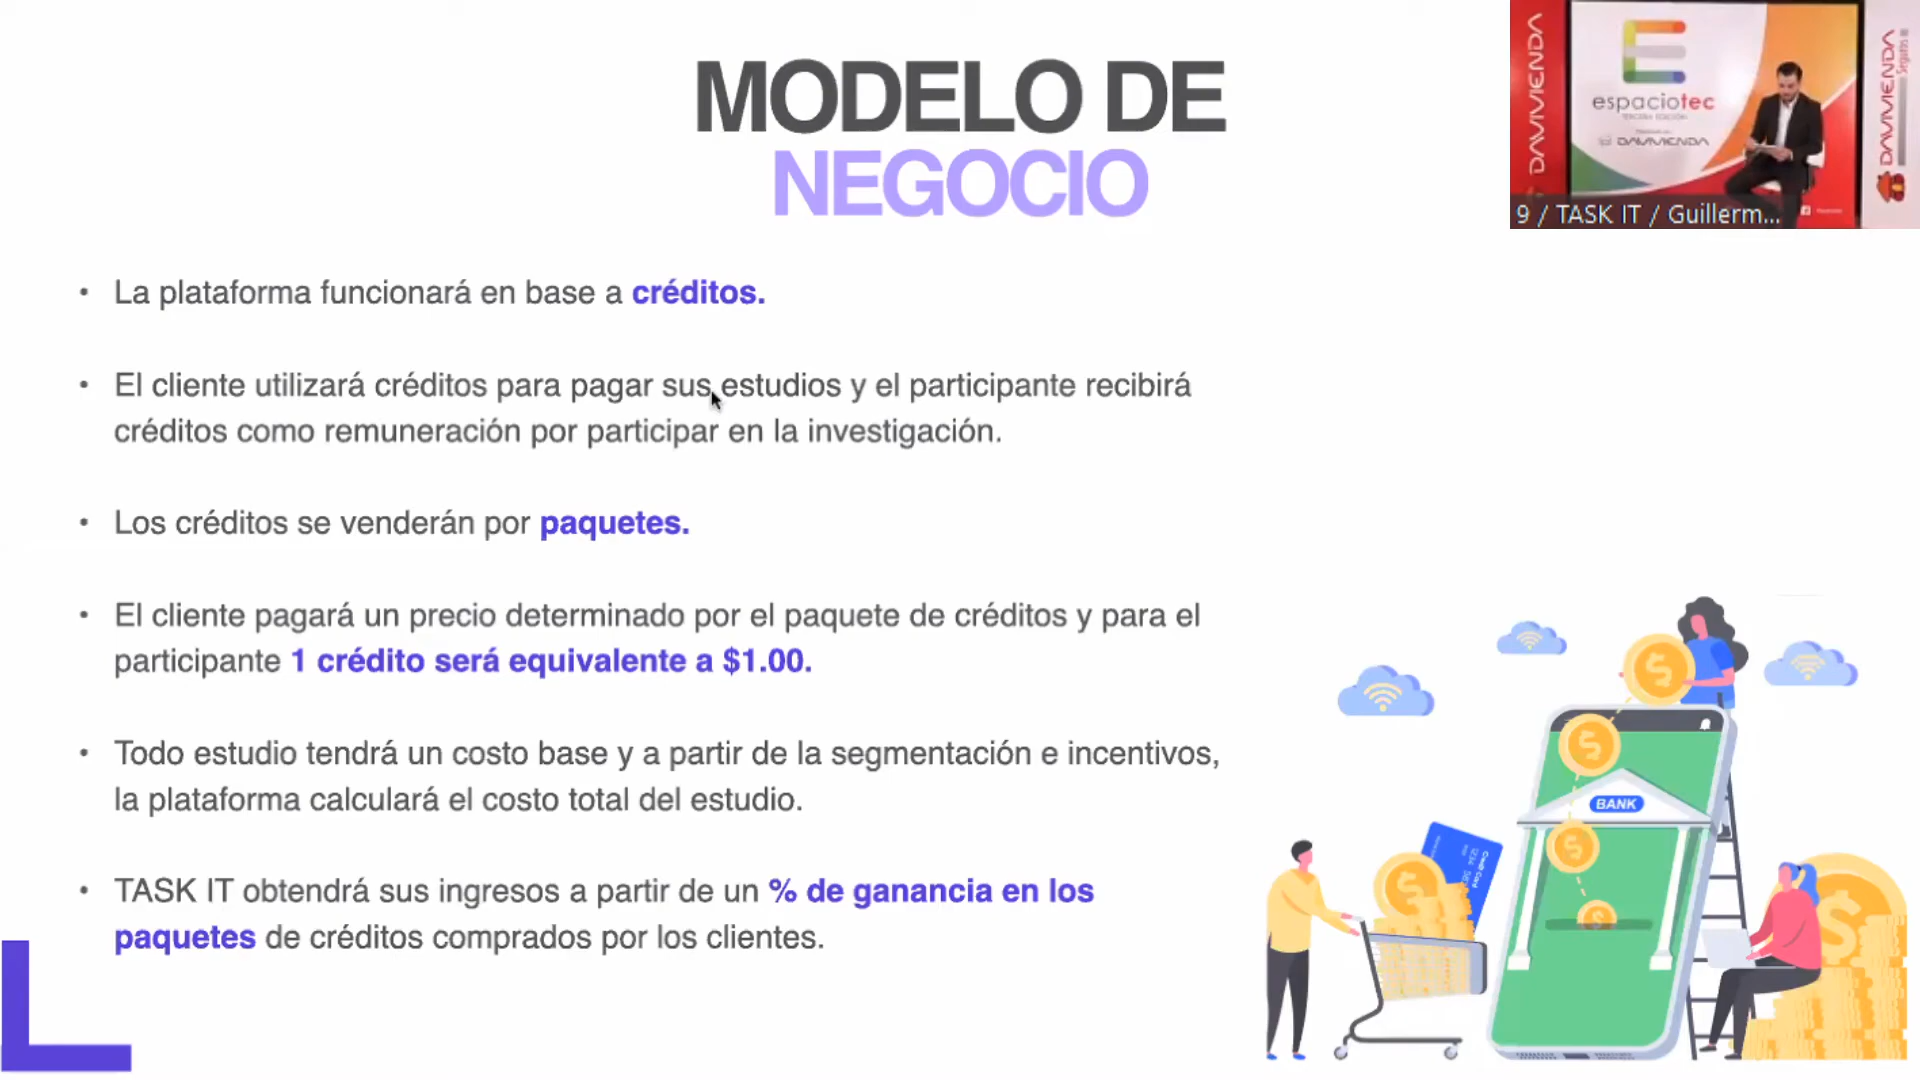 MODELO DE
NEGOCIO
DAVIVIENDA
espaciotec
DAVIVIENDA
DAVIVIENDA
Seguros
9 / TASK IT / Guillerm...
• La plataforma funcionará en base a créditos.
• El cliente utilizará créditos para pagar sus estudios y el participante recibirá
créditos como remuneración por participar en la investigación.
• Los créditos se venderán por paquetes.
• El cliente pagará un precio determinado por el paquete de créditos y para el
participante 1 crédito será equivalente a $1.00.
• Todo estudio tendrá un costo base y a partir de la segmentación e incentivos,
la plataforma calculará el costo total del estudio.
• TASK IT obtendrá sus ingresos a partir de un % de ganancia en los
paquetes de créditos comprados por los clientes.
BANK
Credit Card